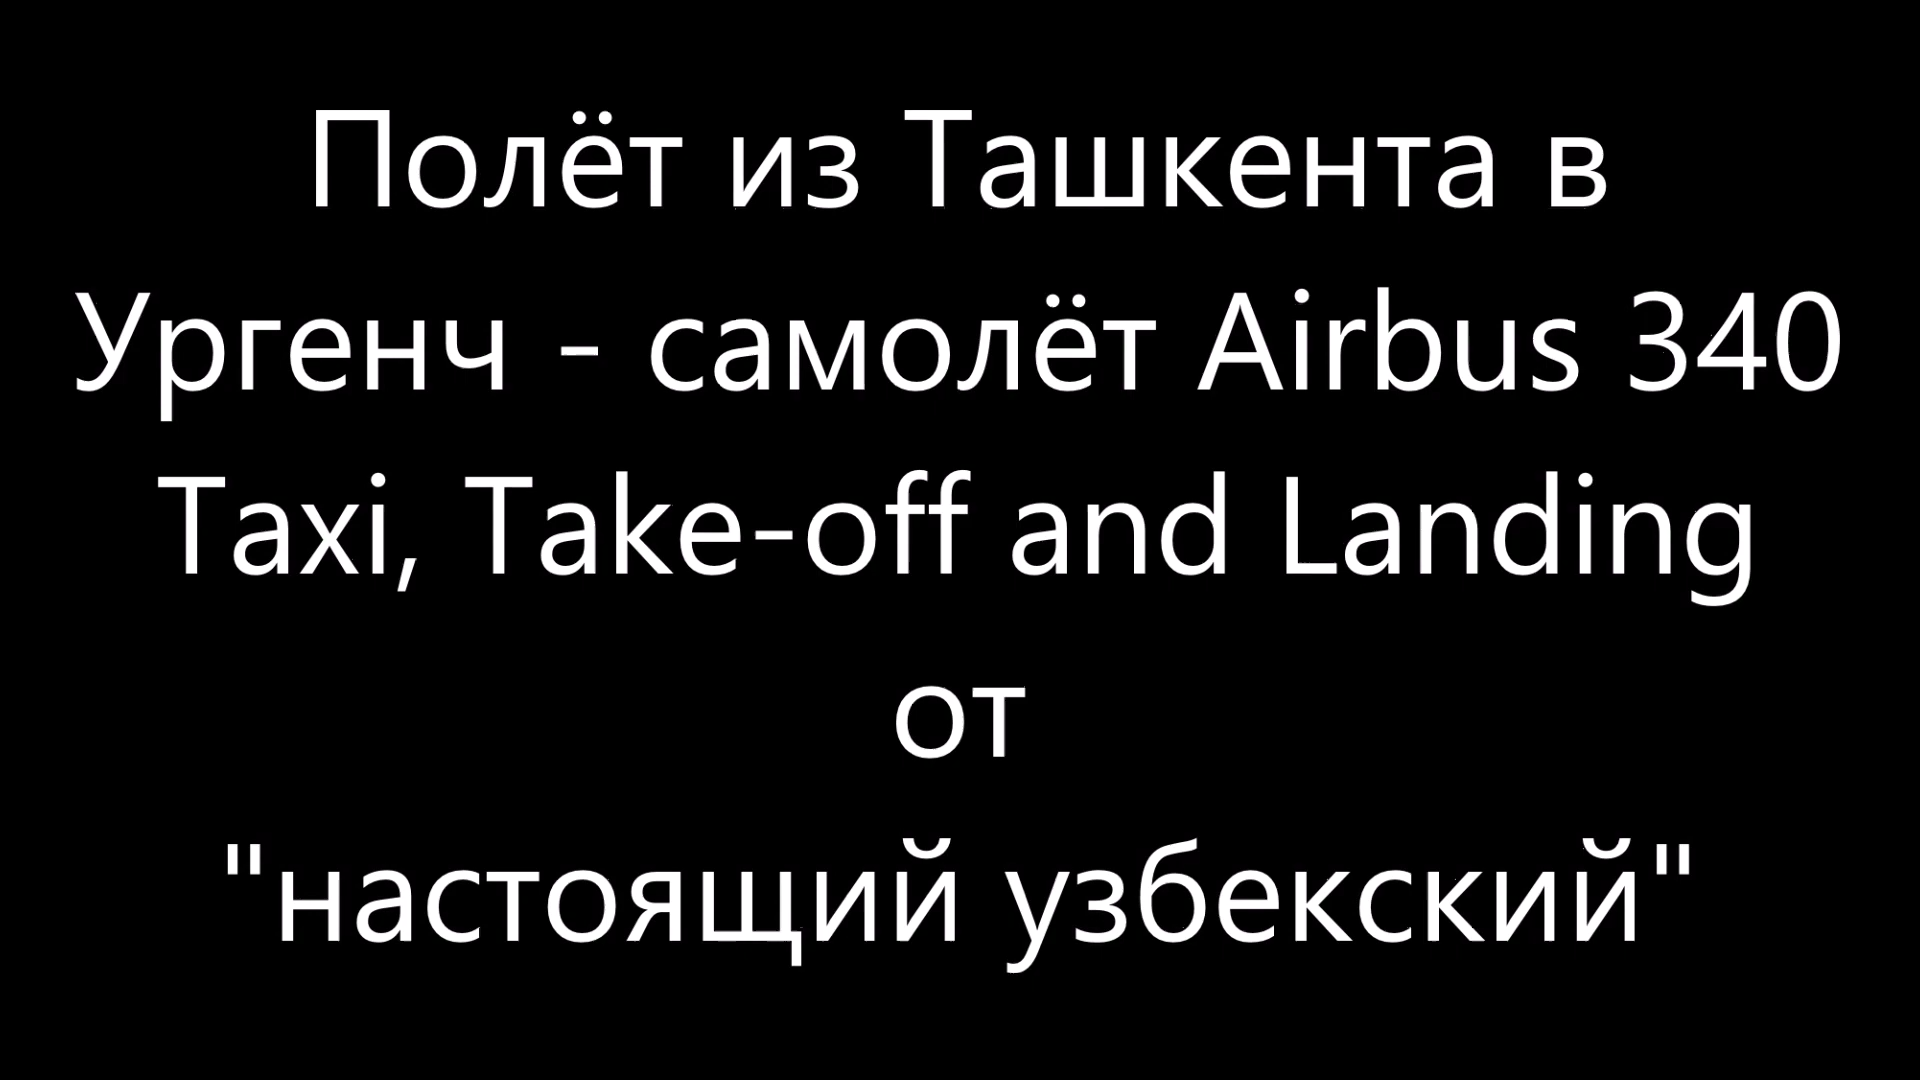 Полёт из Ташкента в
Ургенч - самолёт Airbus 340
Taxi, Take-off and Landing
от
"настоящий узбекский"